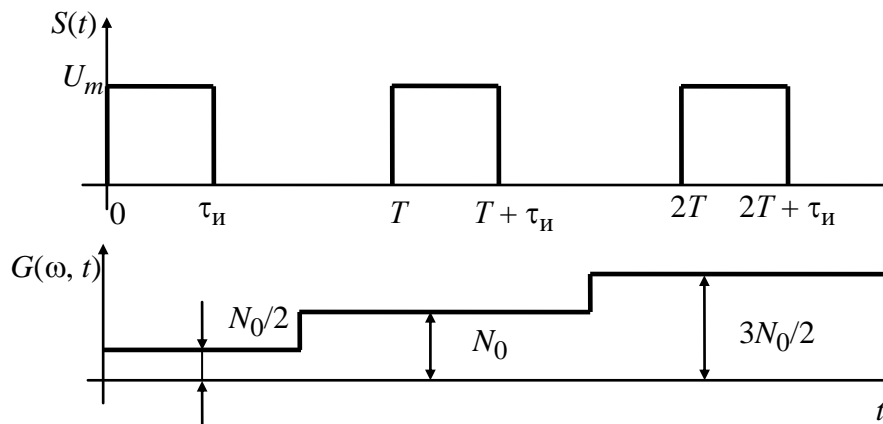 S(t)
U_m
0 τ_и T T + τ_и 2T 2T + τ_и
G(ω, t)
N_0/2 N_0 3N_0/2
t